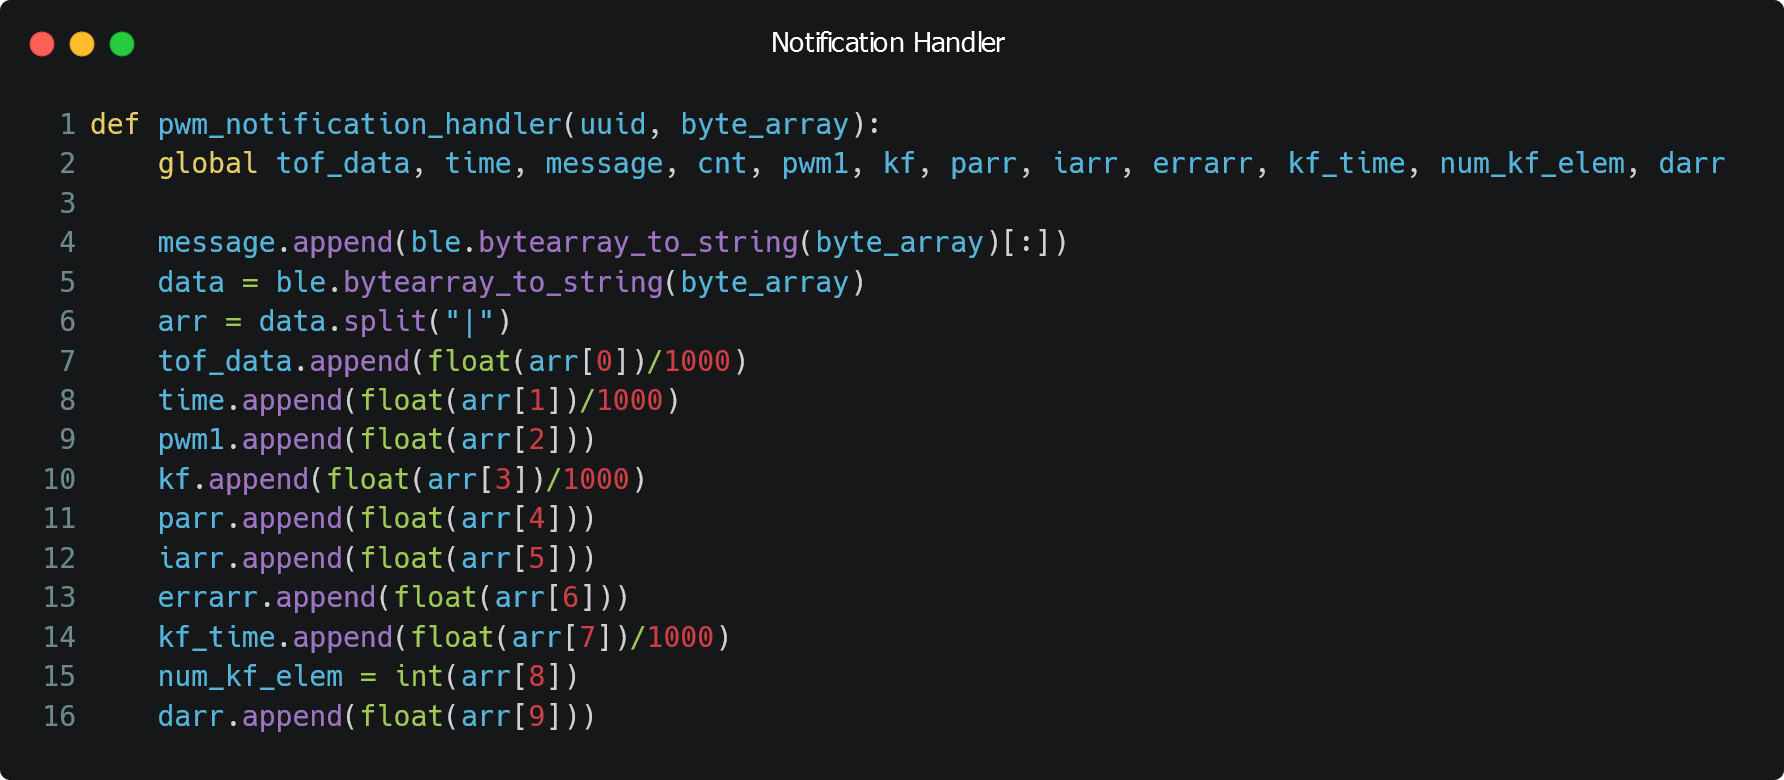 Notification Handler
1 def pwm_notification_handler(uuid, byte_array):
2     global tof_data, time, message, cnt, pwm1, kf, parr, iarr, errarr, kf_time, num_kf_elem, darr
3
4     message.append(ble.bytearray_to_string(byte_array)[:])
5     data = ble.bytearray_to_string(byte_array)
6     arr = data.split("|")
7     tof_data.append(float(arr[0])/1000)
8     time.append(float(arr[1])/1000)
9     pwm1.append(float(arr[2]))
10     kf.append(float(arr[3])/1000)
11     parr.append(float(arr[4]))
12     iarr.append(float(arr[5]))
13     errarr.append(float(arr[6]))
14     kf_time.append(float(arr[7])/1000)
15     num_kf_elem = int(arr[8])
16     darr.append(float(arr[9]))